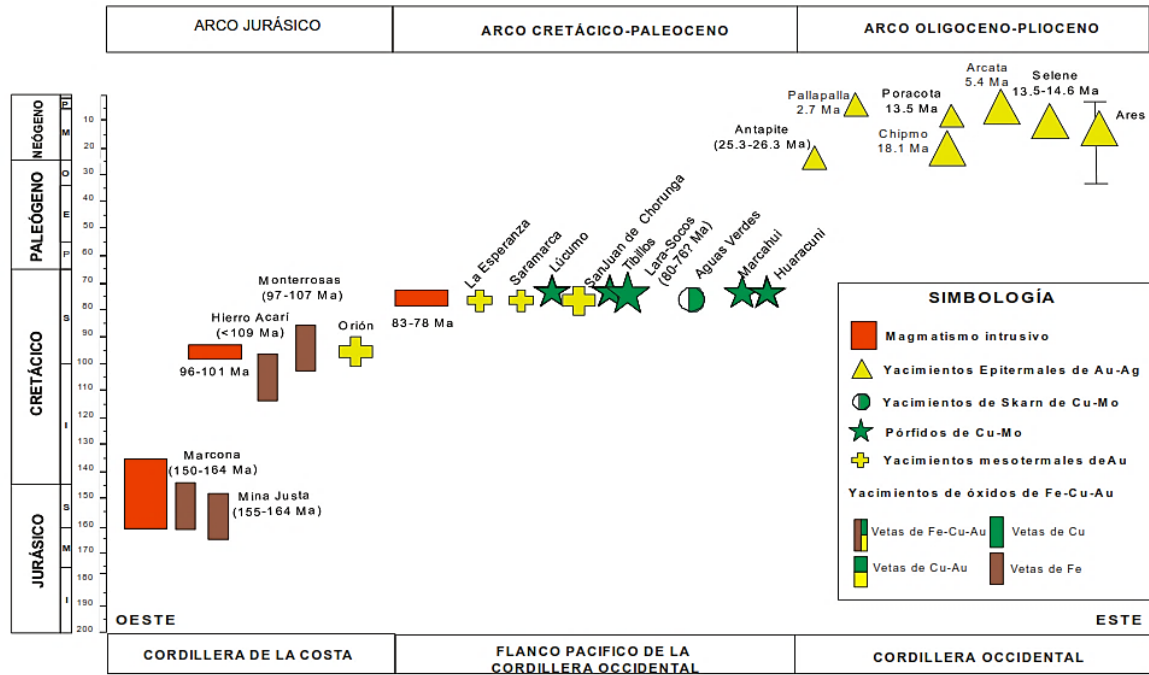 ARCO JURÁSICO
ARCO CRETÁCICO-PALEOCENO
ARCO OLIGOCENO-PLIOCENO
NEÓGENO
PALEÓGENO
CRETÁCICO
JURÁSICO
P
M
O
E
P
S
I
S
M
I
10
20
30
40
50
60
70
80
90
100
110
120
130
140
150
160
170
180
190
200
Pallapalla
2.7 Ma
Poracota
13.5 Ma
Arcata
5.4 Ma
Selene
13.5-14.6 Ma
Ares
Antapite
(25.3-26.3 Ma)
Chipmo
18.1 Ma
La Esperanza
Saramarca
Lúcumo
SanJuan de Chorunga
Tibillos
Lara-Socos
(80-76? Ma)
Aguas Verdes
Marcahui
Huaracuni
Monterrosas
(97-107 Ma)
Hierro Acarí
(<109 Ma)
Orión
83-78 Ma
96-101 Ma
Marcona
(150-164 Ma)
Mina Justa
(155-164 Ma)
SIMBOLOGÍA
Magmatismo intrusivo
Yacimientos Epitermales de Au-Ag
Yacimientos de Skarn de Cu-Mo
Pórfidos de Cu-Mo
Yacimientos mesotermales deAu
Yacimientos de óxidos de Fe-Cu-Au
Vetas de Fe-Cu-Au
Vetas de Cu
Vetas de Cu-Au
Vetas de Fe
OESTE
ESTE
CORDILLERA DE LA COSTA
FLANCO PACIFICO DE LA
CORDILLERA OCCIDENTAL
CORDILLERA OCCIDENTAL